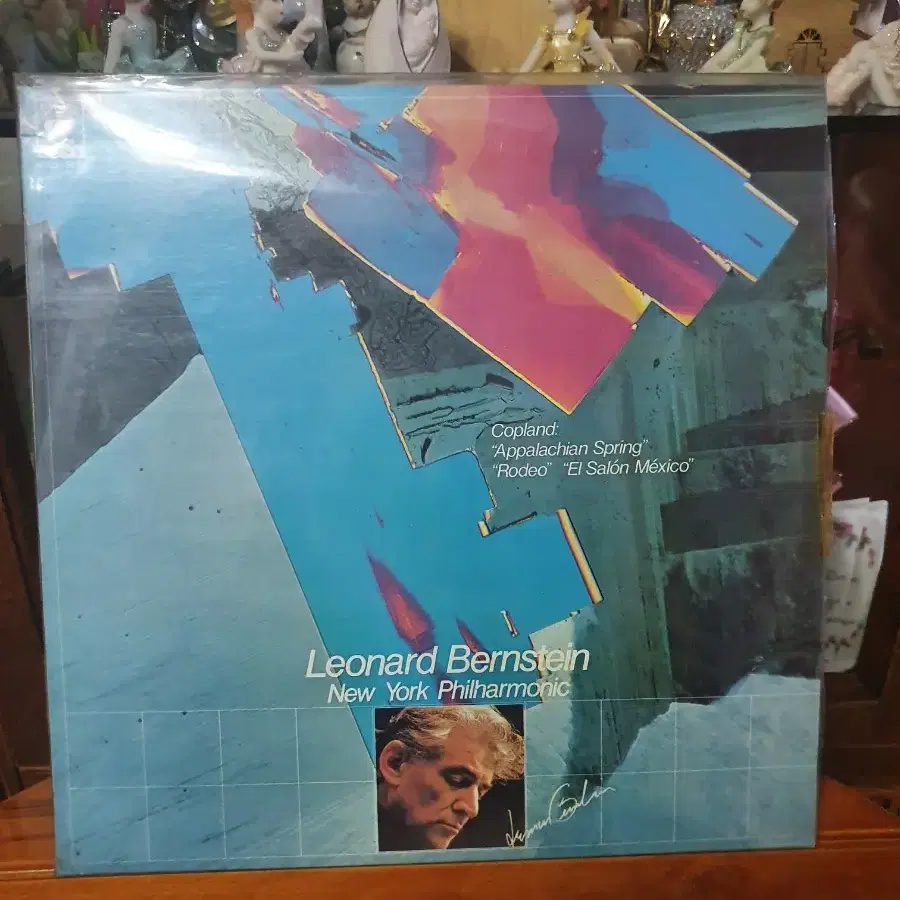 Copland:
“Appalachian Spring”
“Rodeo” “El Salón México”
Leonard Bernstein
New York Philharmonic